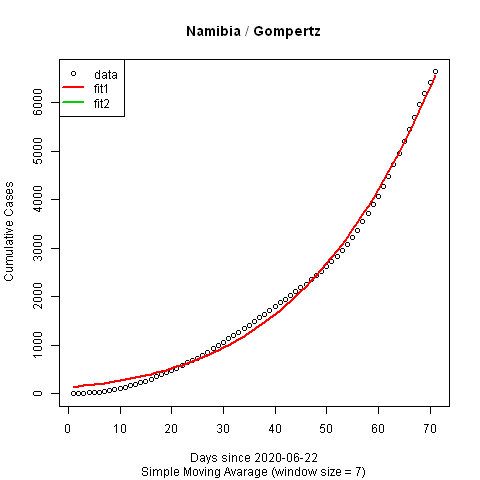 Namibia / Gompertz
data
fit1
fit2
Cumulative Cases
0
1000
2000
3000
4000
5000
6000
0 10 20 30 40 50 60 70
Days since 2020-06-22
Simple Moving Avarage (window size = 7)